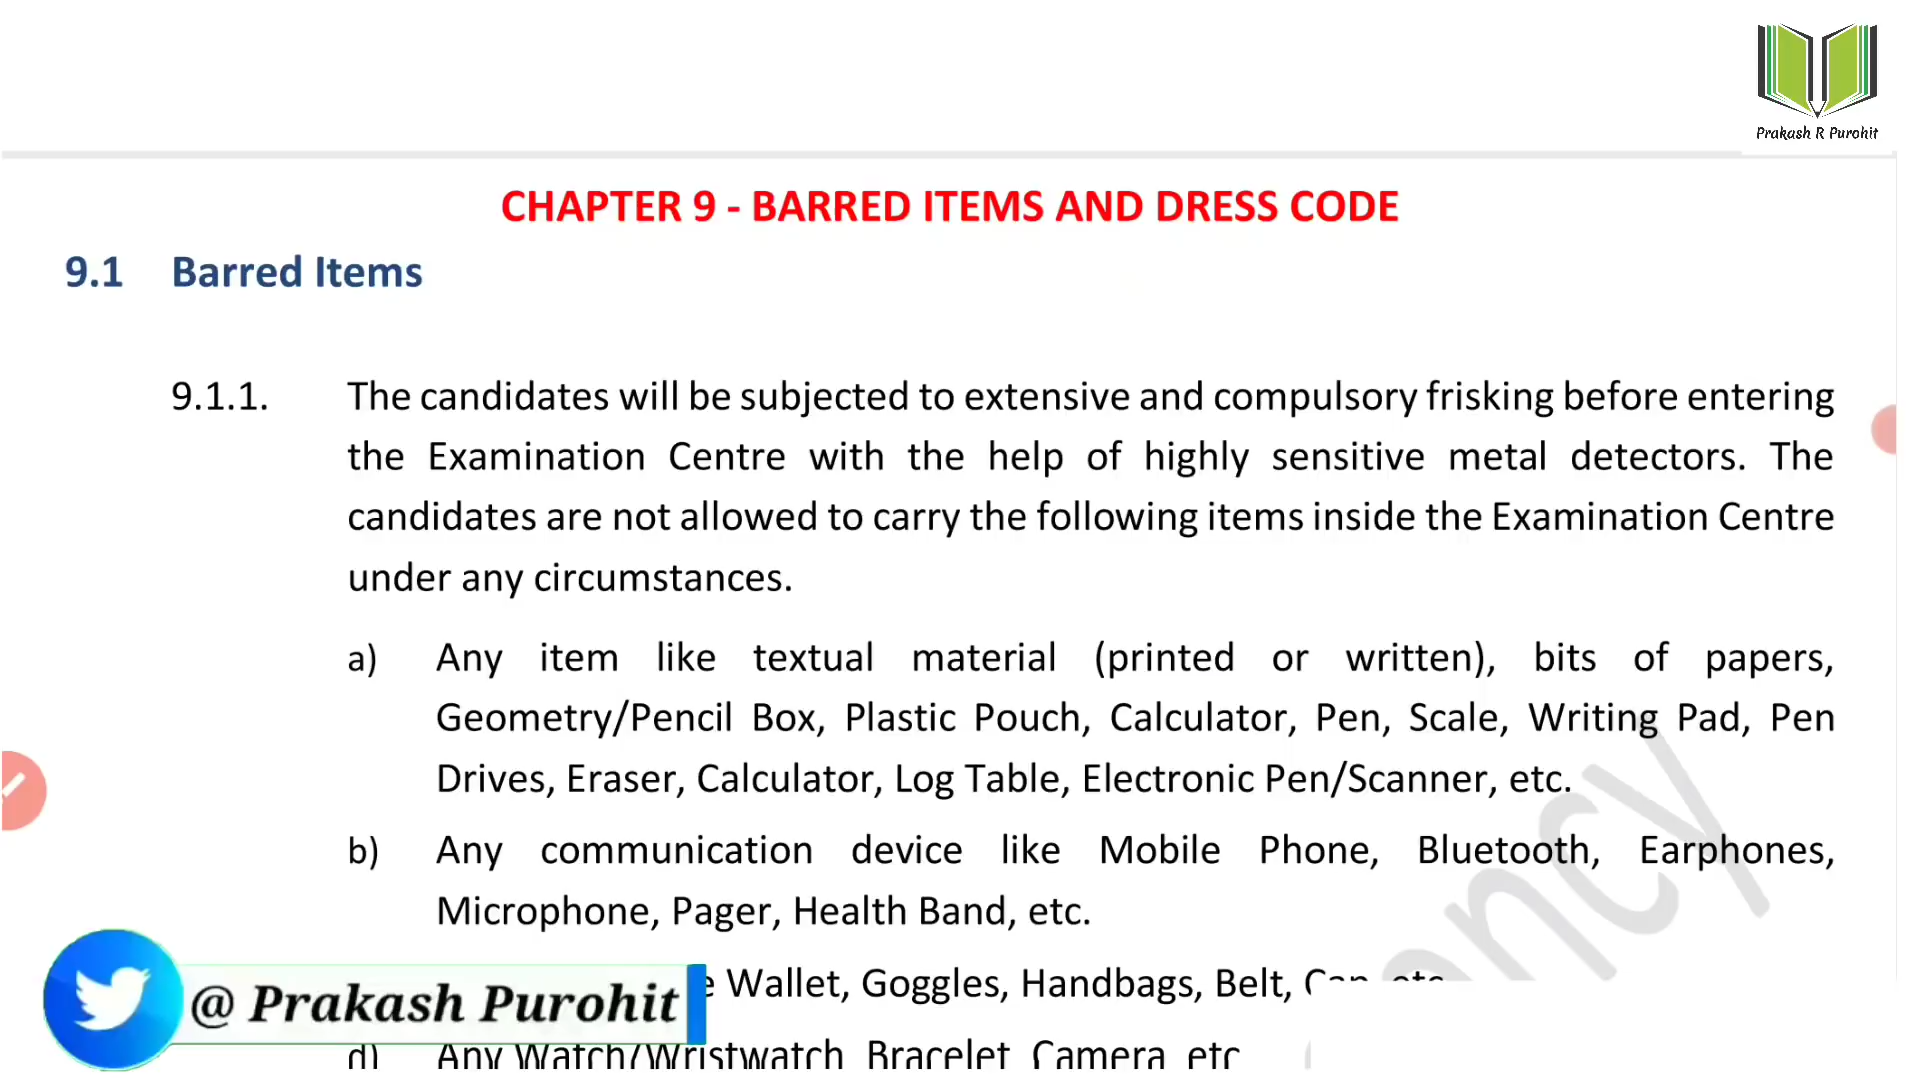 Prakash R Purohit
CHAPTER 9 - BARRED ITEMS AND DRESS CODE
9.1 Barred Items
9.1.1. The candidates will be subjected to extensive and compulsory frisking before entering
the Examination Centre with the help of highly sensitive metal detectors. The
candidates are not allowed to carry the following items inside the Examination Centre
under any circumstances.
a) Any item like textual material (printed or written), bits of papers,
Geometry/Pencil Box, Plastic Pouch, Calculator, Pen, Scale, Writing Pad, Pen
Drives, Eraser, Calculator, Log Table, Electronic Pen/Scanner, etc.
b) Any communication device like Mobile Phone, Bluetooth, Earphones,
Microphone, Pager, Health Band, etc.
Wallet, Goggles, Handbags, Belt, Cap, etc.
@ Prakash Purohit
d) Any Watch/Wristwatch, Bracelet, Camera, etc